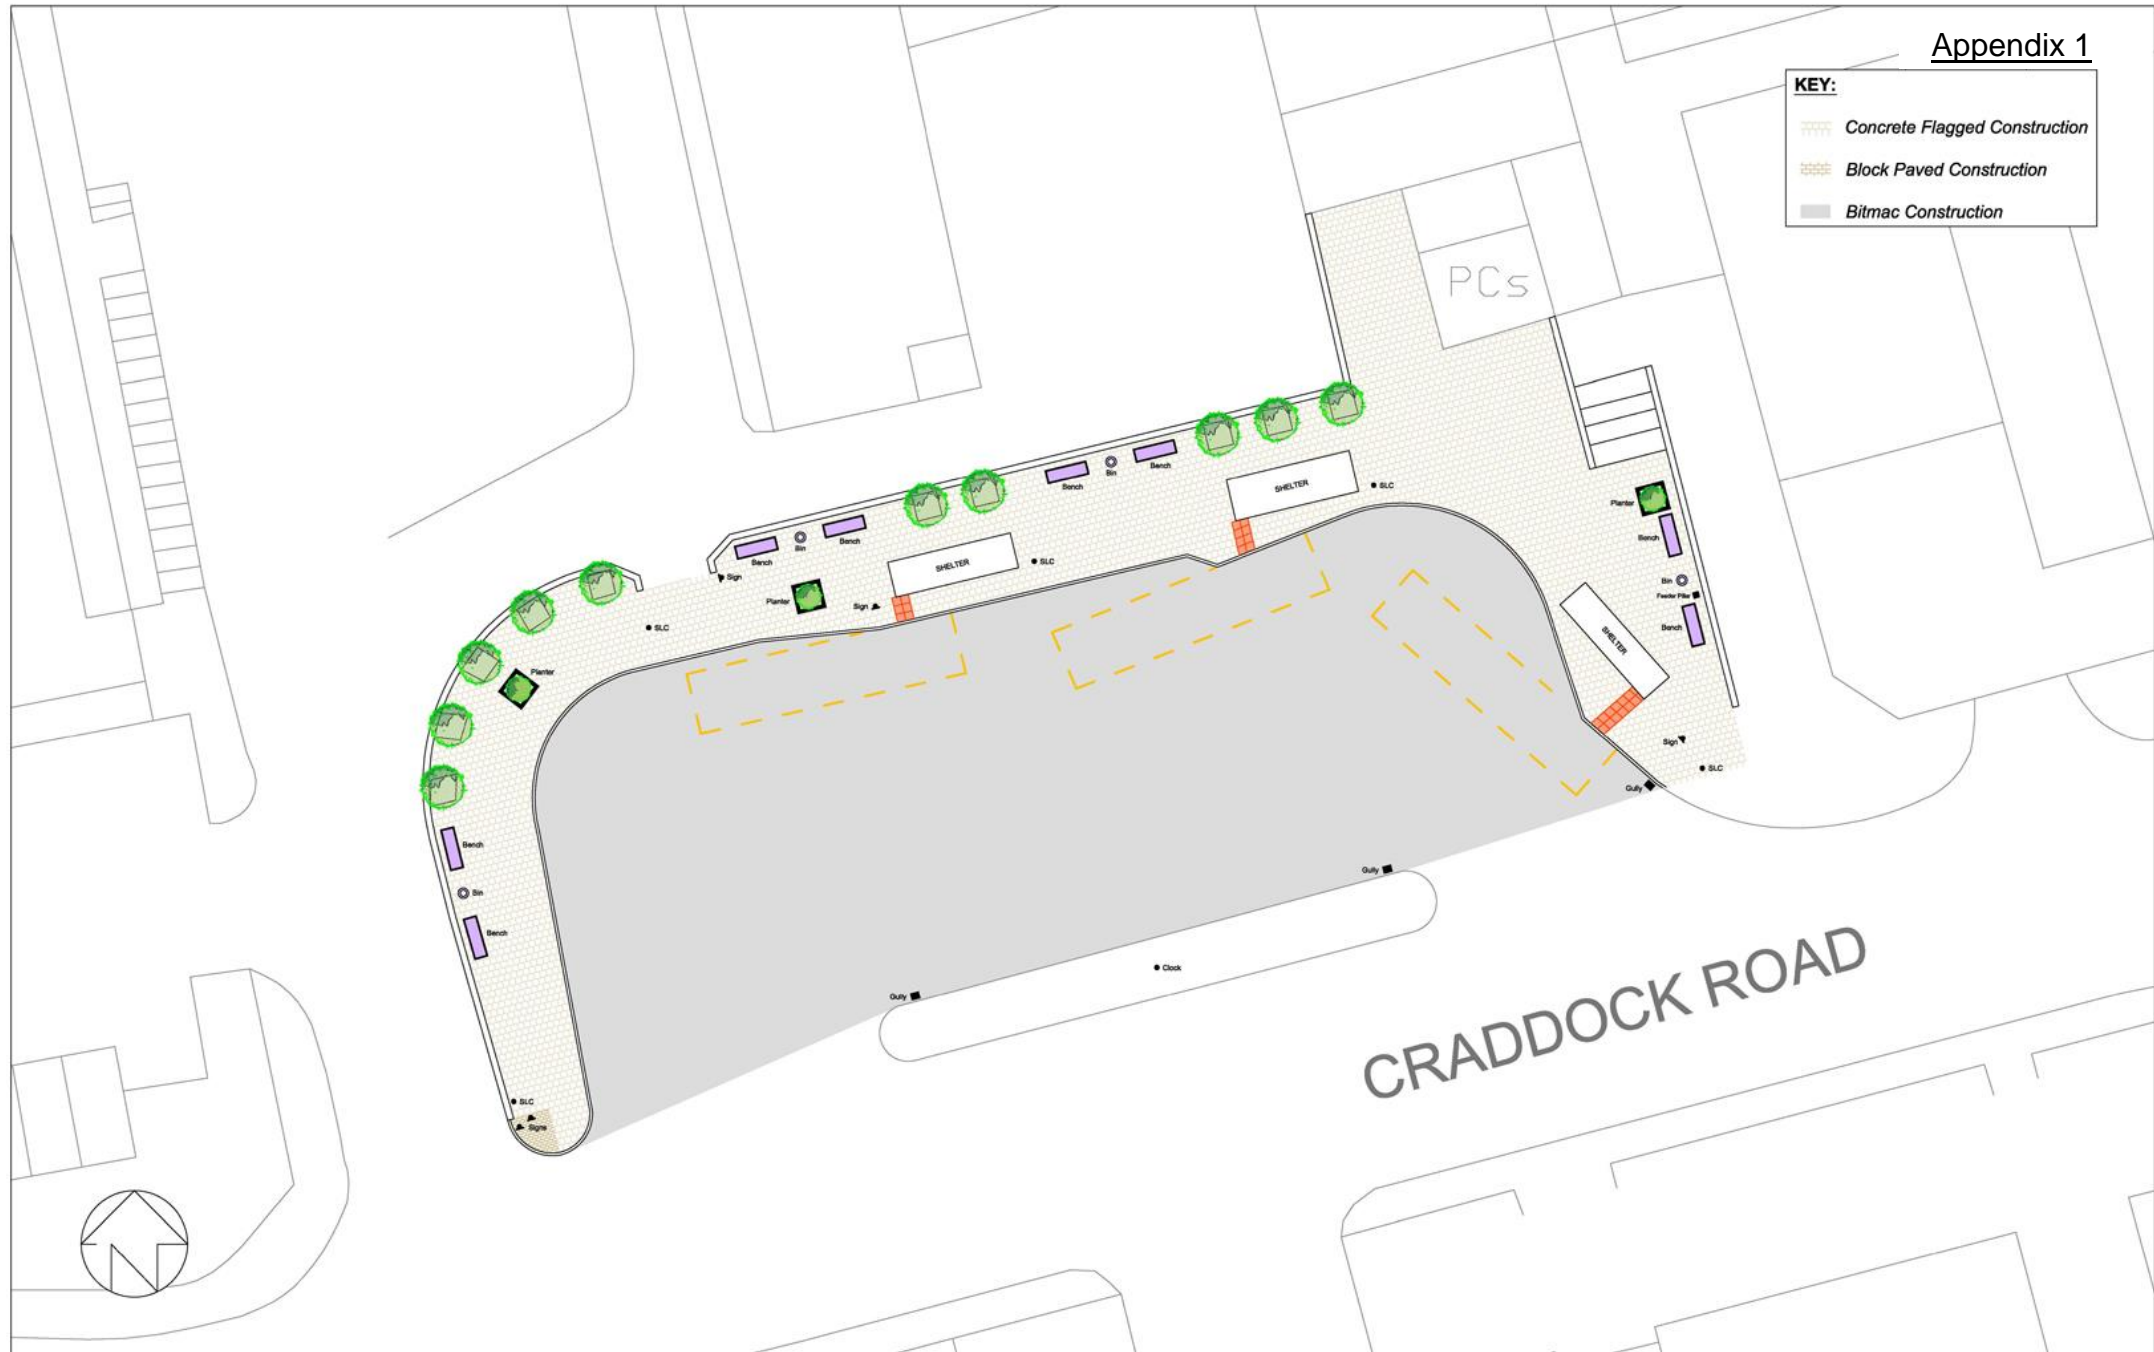 Appendix 1
KEY:
Concrete Flagged Construction
Block Paved Construction
Bitmac Construction
PCs
Bench
Bin
Bench
SHELTER
SLC
Bench
Bin
Bench
Sign
SHELTER
SLC
Planter
Sign
SLC
Planter
Planter
Bench
Bin
Feeder Pillar
Bench
SHELTER
Sign
SLC
Gully
Bench
Bin
Bench
Gully
Clock
Gully
CRADDOCK ROAD
SLC
Signs
N